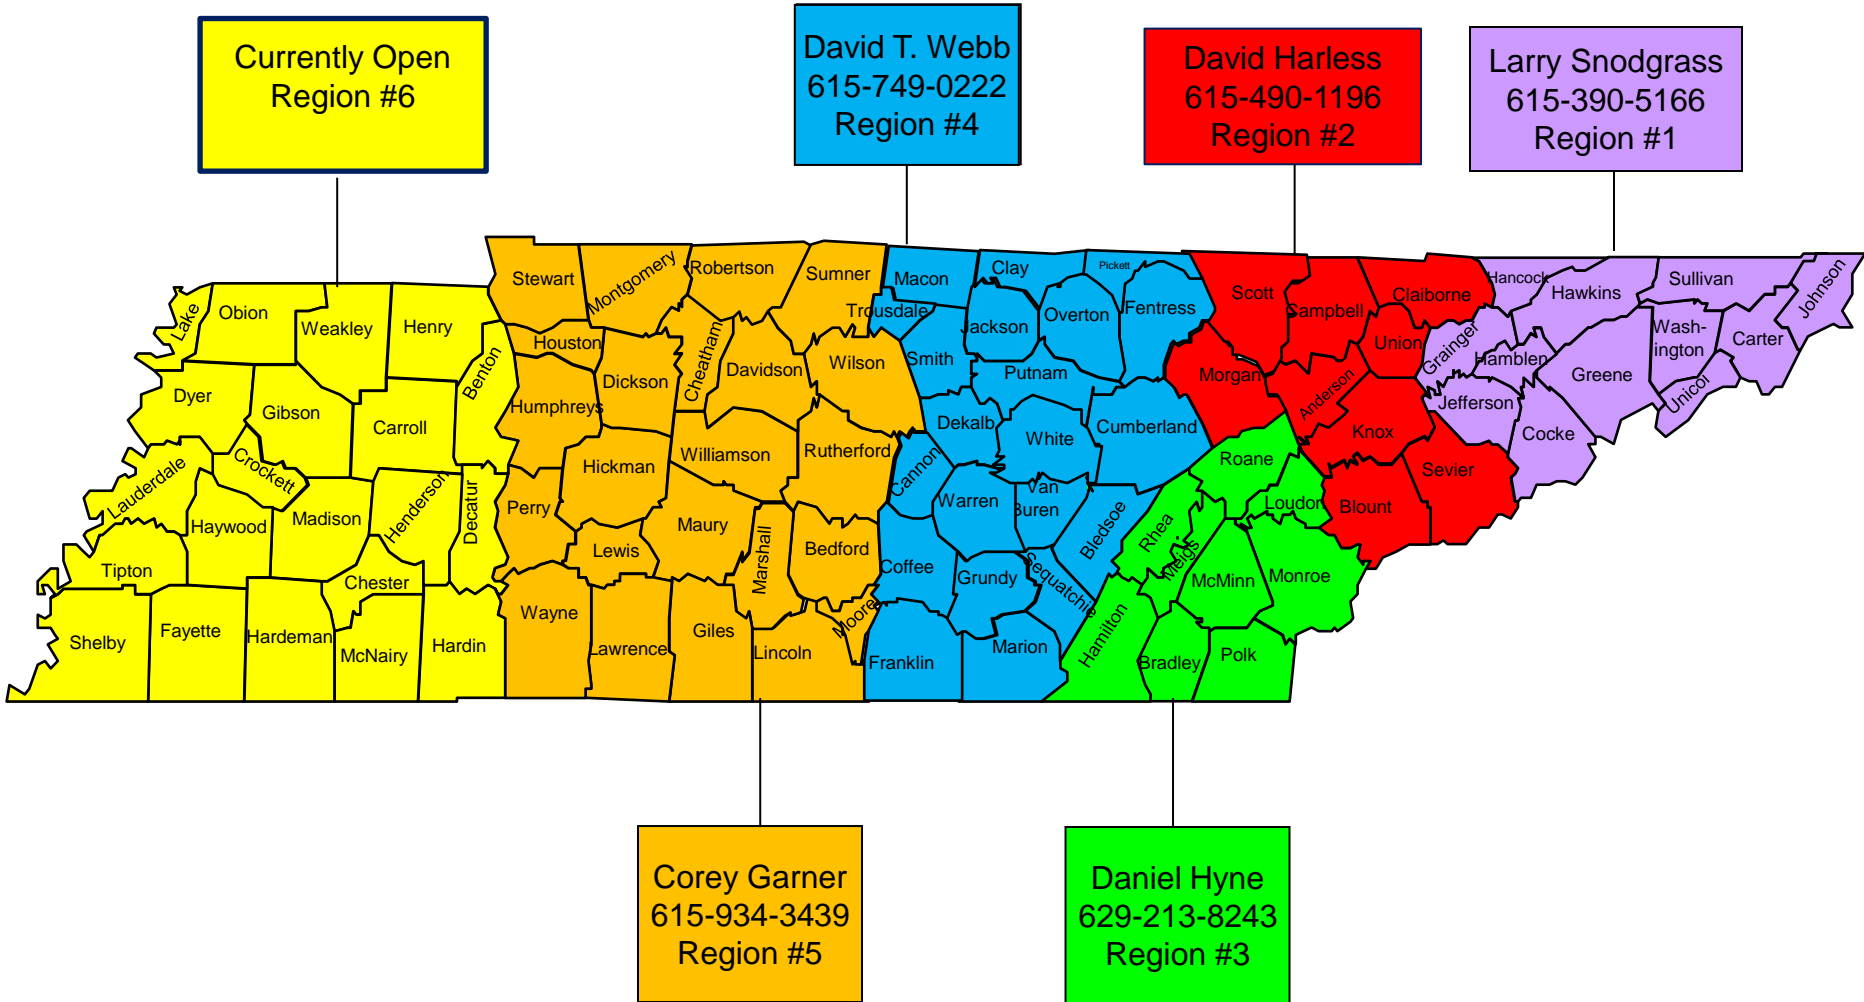 Currently Open
Region #6
David T. Webb
615-749-0222
Region #4
David Harless
615-490-1196
Region #2
Larry Snodgrass
615-390-5166
Region #1
Lake
Obion
Weakley
Henry
Benton
Dyer
Gibson
Carroll
Lauderdale
Crockett
Haywood
Madison
Henderson
Decatur
Tipton
Chester
Shelby
Fayette
Hardeman
McNairy
Hardin
Stewart
Montgomery
Robertson
Sumner
Houston
Dickson
Cheatham
Davidson
Wilson
Humphreys
Hickman
Williamson
Rutherford
Perry
Lewis
Maury
Marshall
Bedford
Wayne
Lawrence
Giles
Lincoln
Moore
Macon
Clay
Pickett
Trousdale
Jackson
Overton
Fentress
Smith
Putnam
Dekalb
White
Cumberland
Cannon
Warren
Van
Buren
Bledsoe
Coffee
Grundy
Sequatchie
Franklin
Marion
Scott
Campbell
Claiborne
Union
Morgan
Anderson
Knox
Sevier
Blount
Roane
Loudon
Rhea
Meigs
McMinn
Monroe
Hamilton
Bradley
Polk
Hancock
Hawkins
Sullivan
Johnson
Grainger
Hamblen
Wash-
ington
Carter
Greene
Unicoi
Jefferson
Cocke
Corey Garner
615-934-3439
Region #5
Daniel Hyne
629-213-8243
Region #3